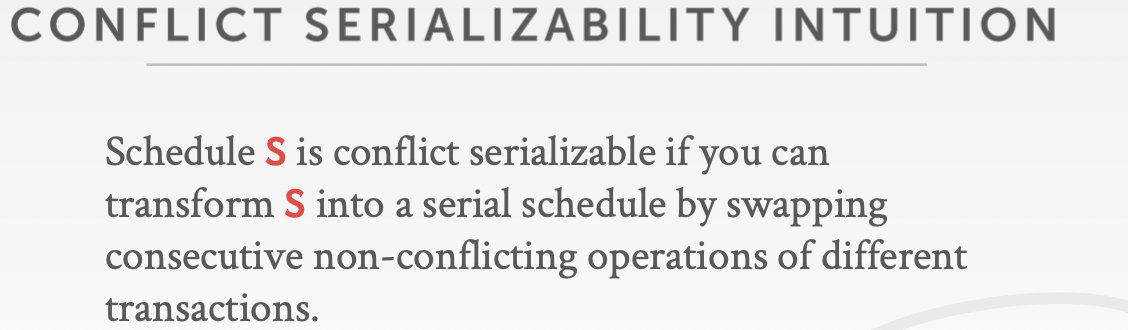 CONFLICT SERIALIZABILITY INTUITION
Schedule S is conflict serializable if you can
transform S into a serial schedule by swapping
consecutive non-conflicting operations of different
transactions.